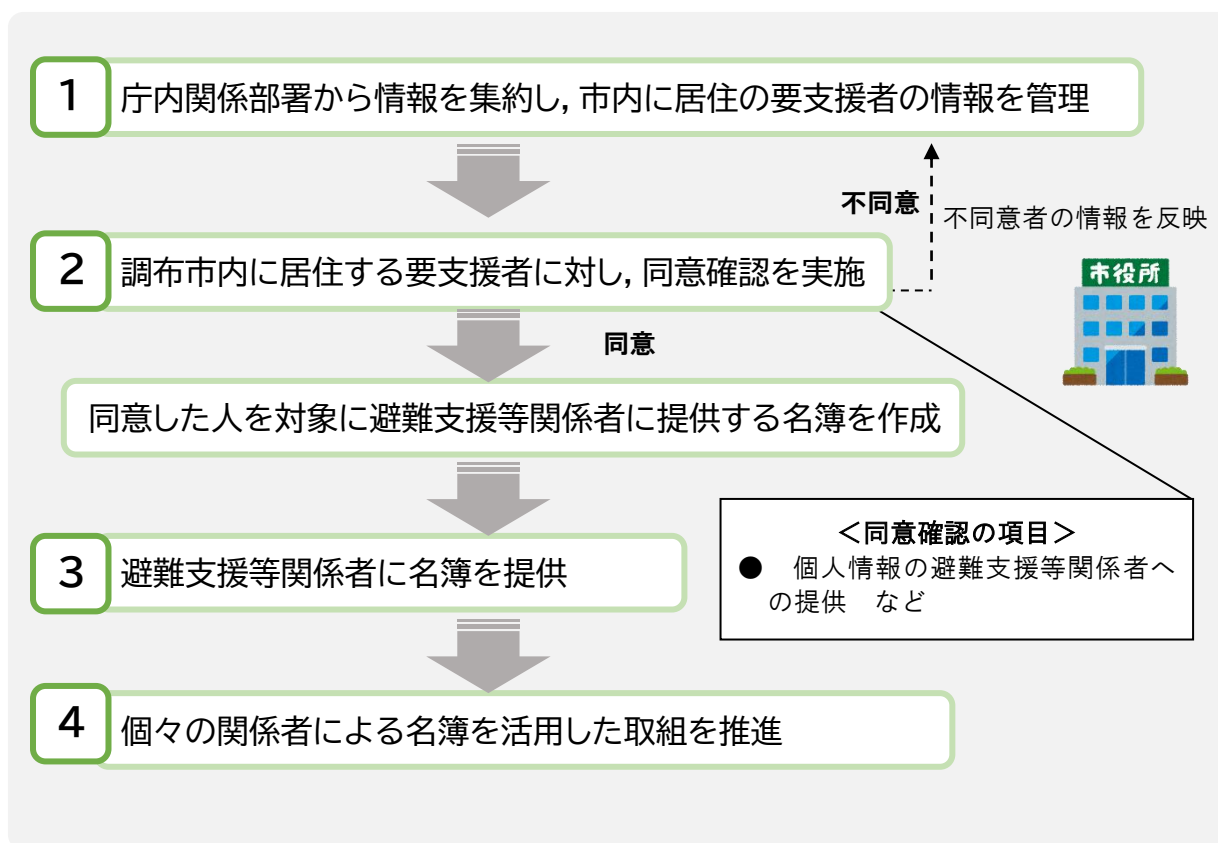 1
庁内関係部署から情報を集約し，市内に居住の要支援者の情報を管理
不同意
不同意者の情報を反映
市役所
2
調布市内に居住する要支援者に対し，同意確認を実施
同意
同意した人を対象に避難支援等関係者に提供する名簿を作成
＜同意確認の項目＞
●　個人情報の避難支援等関係者へ
の提供　など
3
避難支援等関係者に名簿を提供
4
個々の関係者による名簿を活用した取組を推進